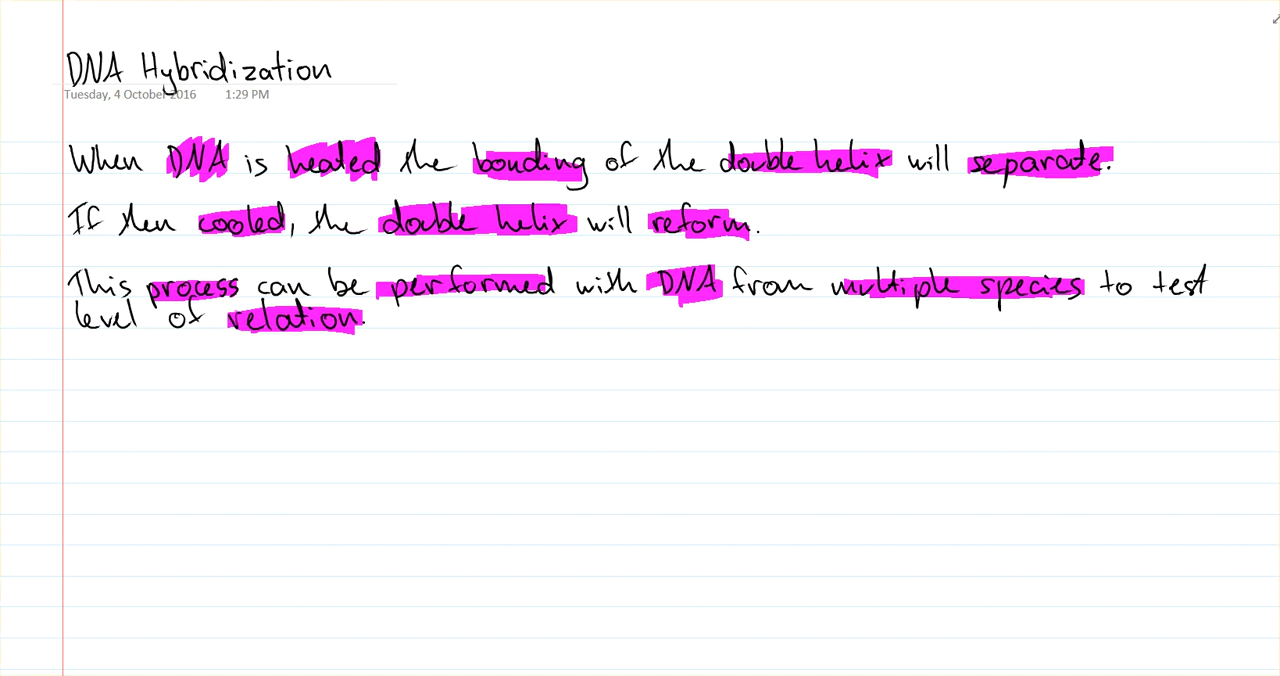 DNA Hybridization
Tuesday, 4 October 2016 1:29 PM
When DNA is heated the bonding of the double helix will separate.
If then cooled, the double helix will reform.
This process can be performed with DNA from multiple species to test
level of relation.